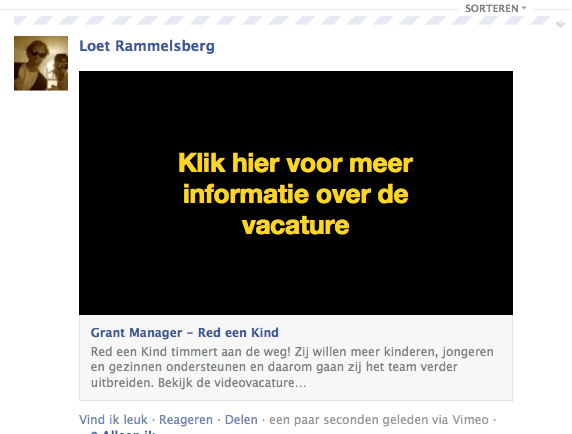 SORTEREN
Loet Rammelsberg
Klik hier voor meer
informatie over de
vacature
Grant Manager – Red een Kind
Red een Kind timmert aan de weg! Zij willen meer kinderen, jongeren
en gezinnen ondersteunen en daarom gaan zij het team verder
uitbreiden. Bekijk de videovacature...
Vind ik leuk · Reageren · Delen · een paar seconden geleden via Vimeo ·